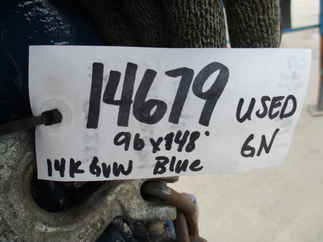 14679 USED
96x148" GN
14K GVW Blue